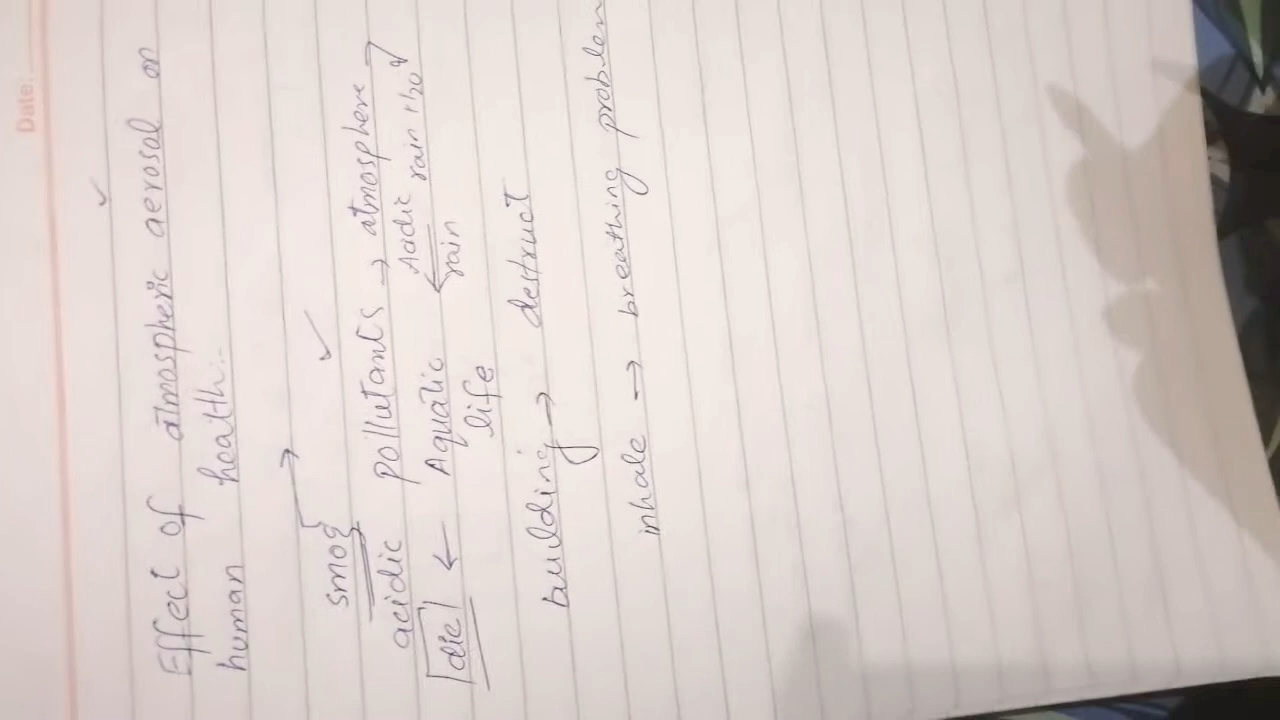 Date:
Effect of atmospheric aerosol on
human health.
smog →
acidic pollutants → atmosphere →
Acidic rain + H2O
die ← Aquatic ← rain
life
building → destruct
inhale → breathing problem